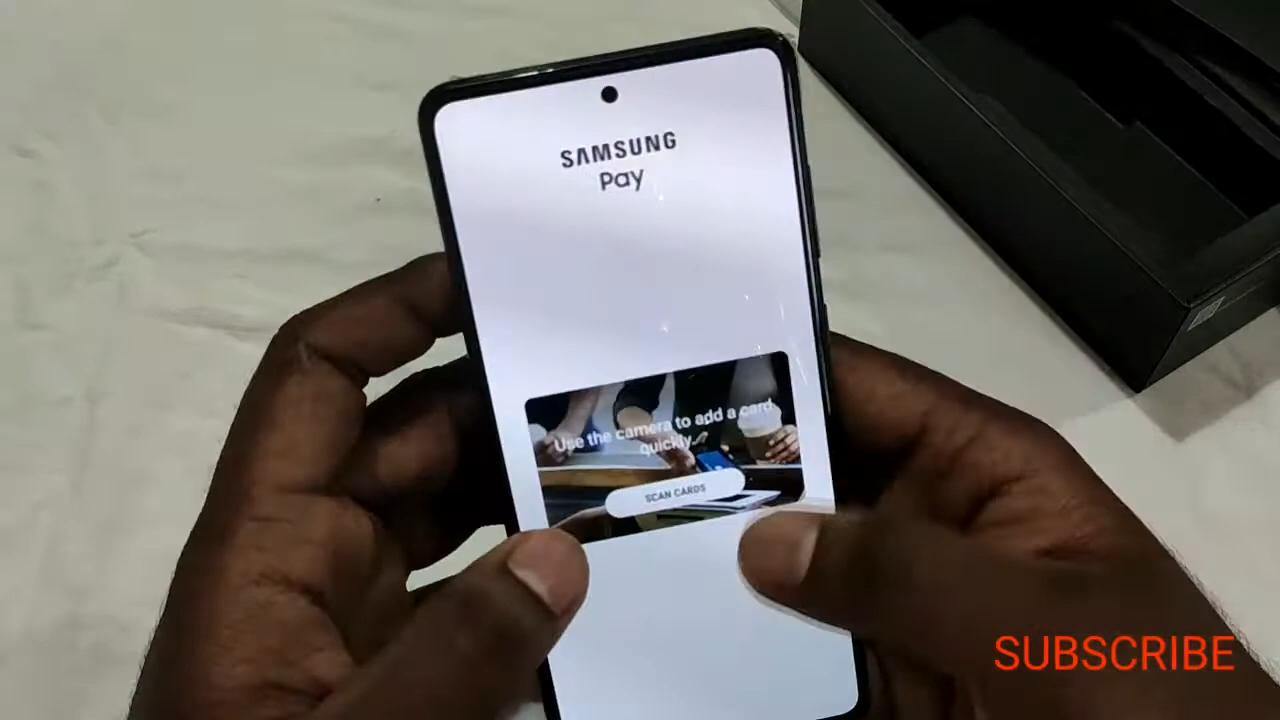 SAMSUNG
Pay
Use the camera to add a card
quickly.
SCAN CARDS
SUBSCRIBE